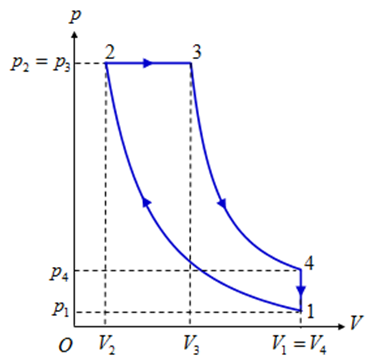 p
2
3
p₂ = p₃
4
p₄
p₁
1
V
O
V₂
V₃
V₁ = V₄